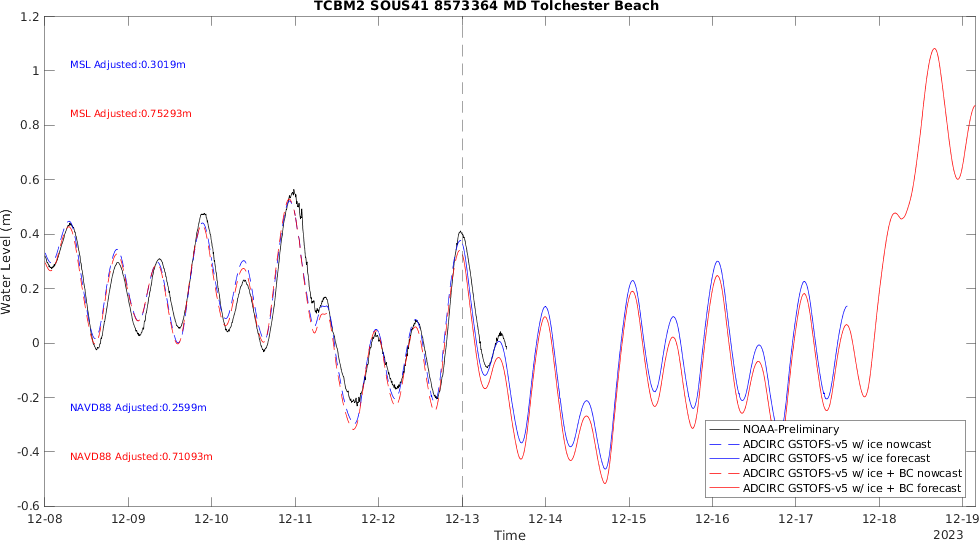 TCBM2 SOUS41 8573364 MD Tolchester Beach
Water Level (m)
1.2
1
0.8
0.6
0.4
0.2
0
-0.2
-0.4
-0.6
MSL Adjusted:0.3019m
MSL Adjusted:0.75293m
NAVD88 Adjusted:0.2599m
NAVD88 Adjusted:0.71093m
NOAA-Preliminary
ADCIRC GSTOFS-v5 w/ ice nowcast
ADCIRC GSTOFS-v5 w/ ice forecast
ADCIRC GSTOFS-v5 w/ ice + BC nowcast
ADCIRC GSTOFS-v5 w/ ice + BC forecast
12-08 12-09 12-10 12-11 12-12 12-13 12-14 12-15 12-16 12-17 12-18 12-19
Time
2023